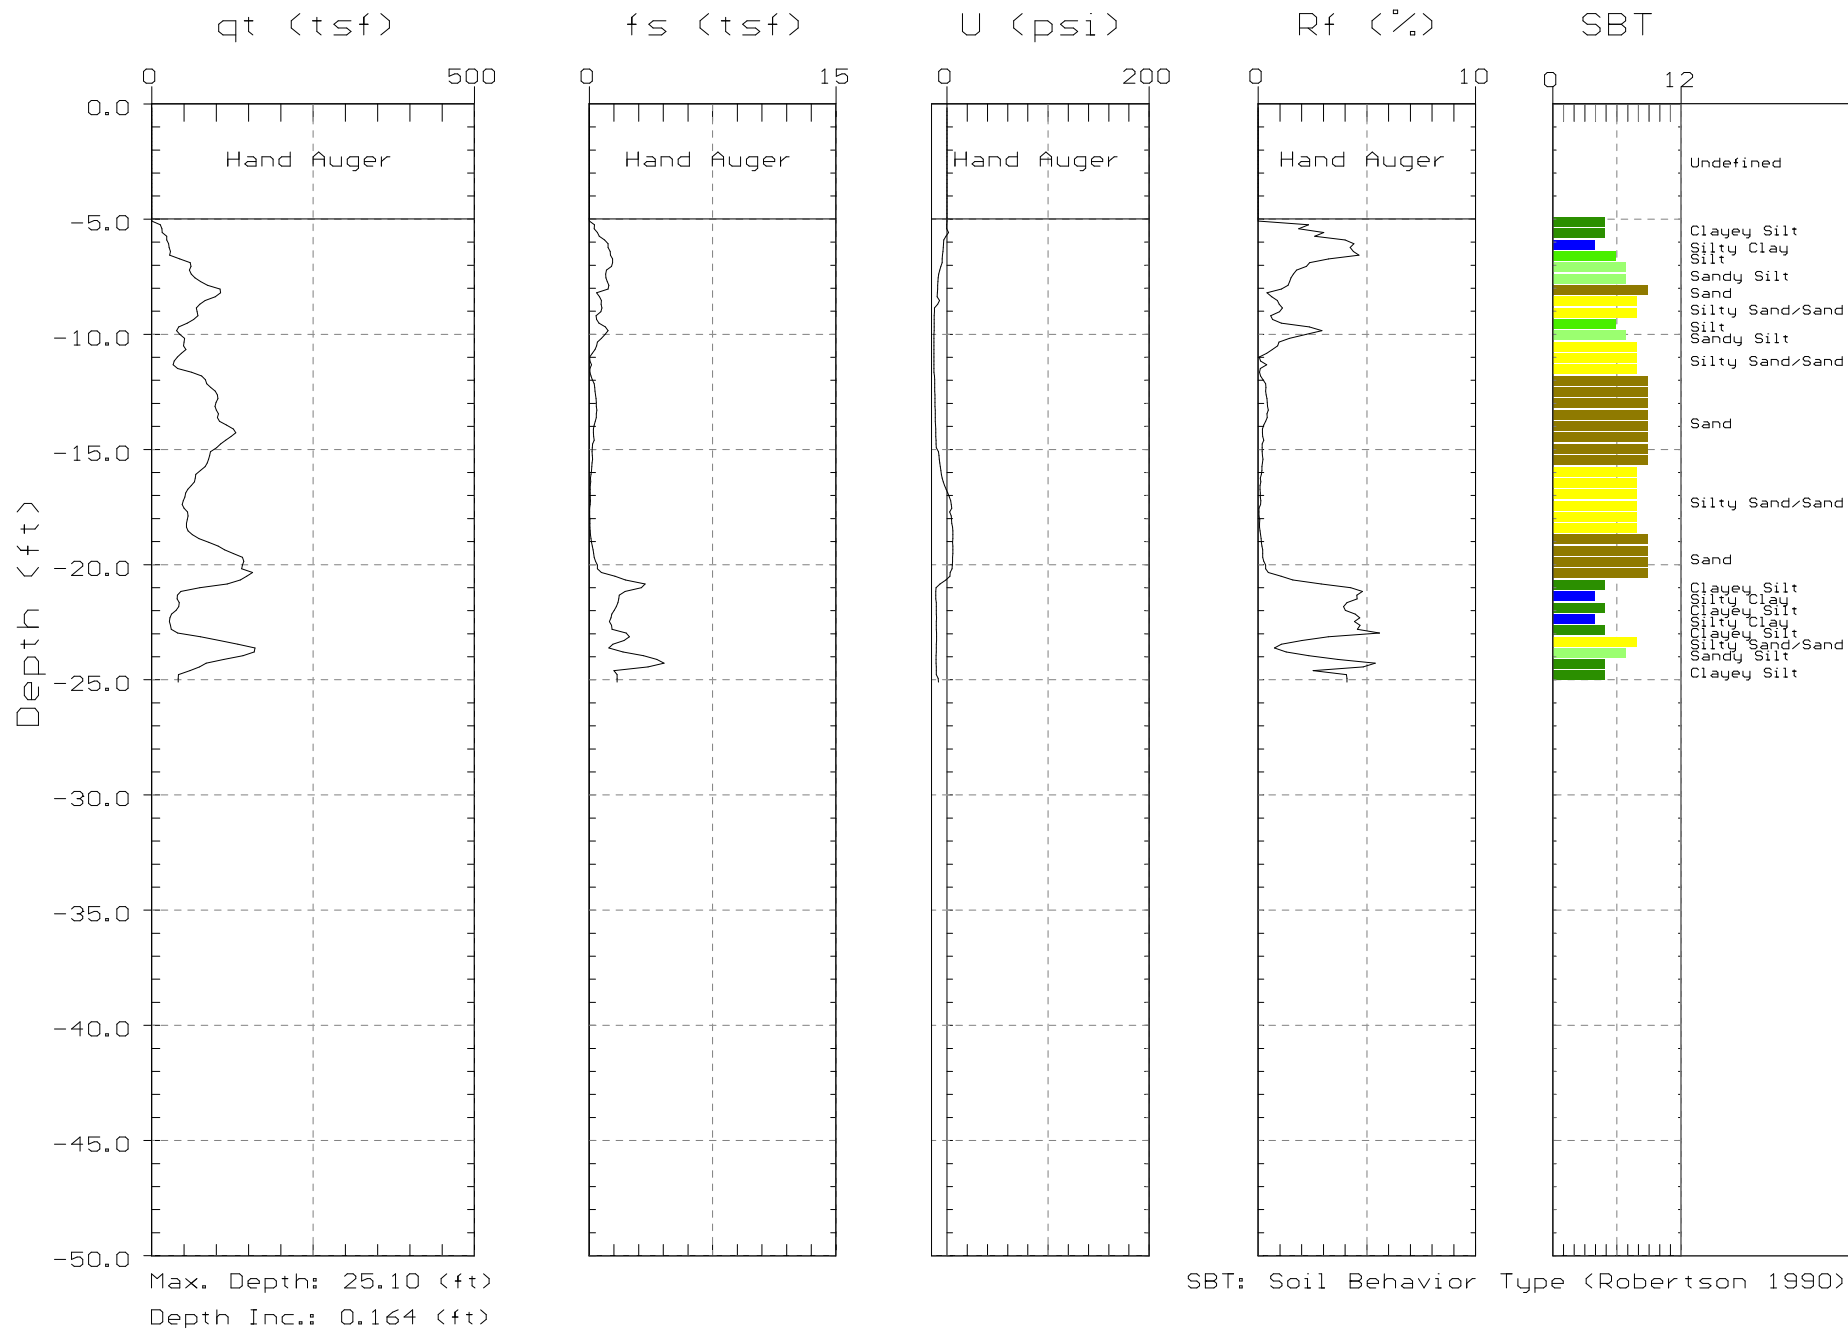 qt (tsf) fs (tsf) U (psi) Rf (%) SBT
0 500 0 15 0 200 0 10 0 12
0.0
Hand Auger Hand Auger Hand Auger Hand Auger Undefined
-5.0
Clayey Silt
Silty Clay
Silt
Sandy Silt
Sand
Silty Sand/Sand
Silt
-10.0
Sandy Silt
Silty Sand/Sand
Sand
-15.0
Silty Sand/Sand
Sand
-20.0
Clayey Silt
Silty Clay
Clayey Silt
Silty Clay
Clayey Silt
Silty Sand/Sand
Sandy Silt
Clayey Silt
-25.0
Depth (ft)
-30.0
-35.0
-40.0
-45.0
-50.0
Max. Depth: 25.10 (ft) SBT: Soil Behavior Type (Robertson 1990)
Depth Inc.: 0.164 (ft)